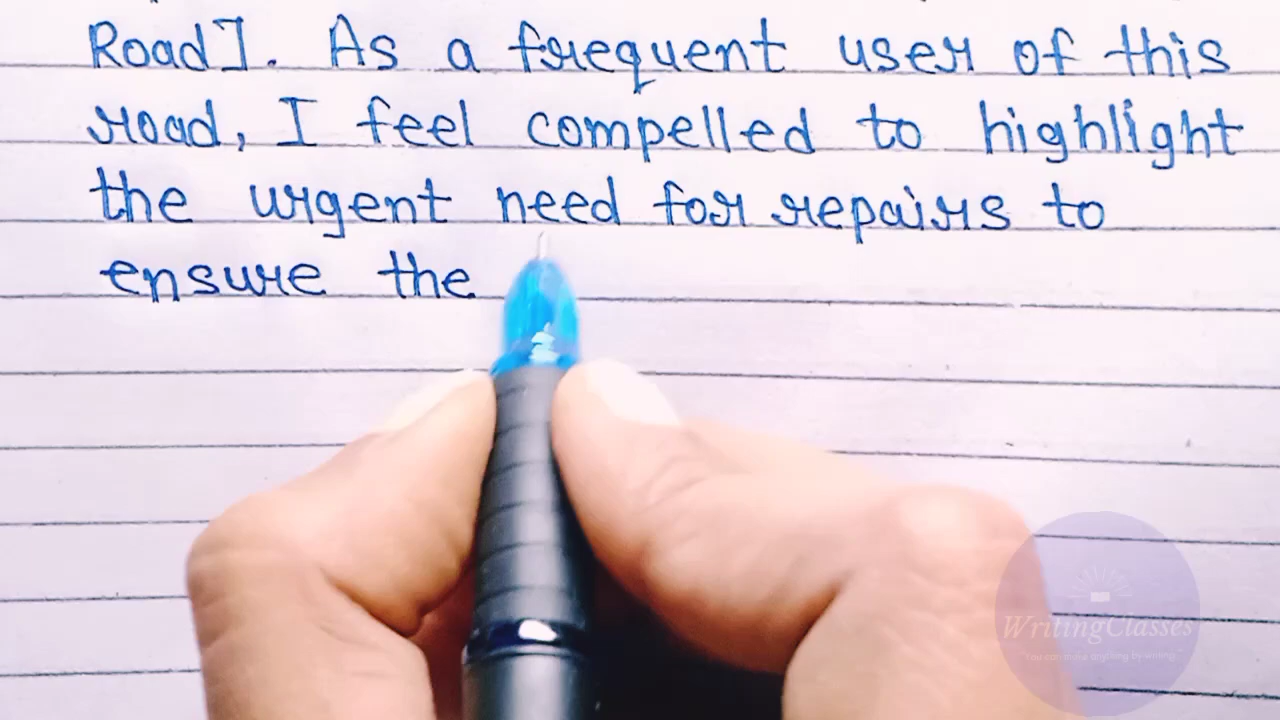 Road]. As a frequent user of this
road, I feel compelled to highlight
the urgent need for repairs to
ensure the
WritingClasses